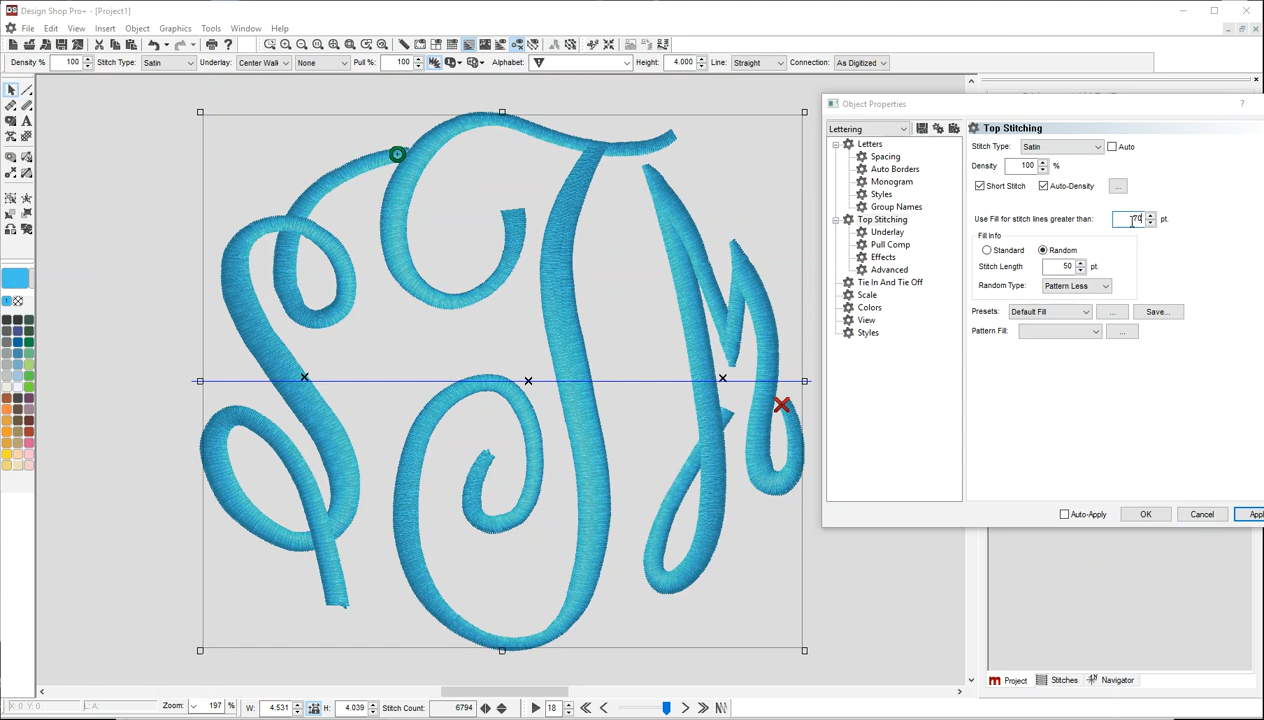 DS Design Shop Pro+ - [Project1]
File Edit View Insert Object Graphics Tools Window Help
Density % 100 Stitch Type: Satin Underlay: Center Walk None Pull% 100 Alphabet: Height: 4.000 Line: Straight Connection: As Digitized
Object Properties ?
Lettering
Letters
Spacing
Auto Borders
Monogram
Styles
Group Names
Top Stitching
Underlay
Pull Comp
Effects
Advanced
Tie In And Tie Off
Scale
Colors
View
Styles
Top Stitching
Stitch Type: Satin Auto
Density 100 %
Short Stitch Auto-Density ...
Use Fill for stitch lines greater than: 70 pt.
Fill Info
Standard Random
Stitch Length 50 pt.
Random Type: Pattern Less
Presets: Default Fill ... Save...
Pattern Fill: ...
Auto-Apply OK Cancel Appl
STM
Project Stitches Navigator
X: 0 Y: 0 L: A: Zoom: 197 % W: 4.531 H: 4.039 Stitch Count: 6794 18